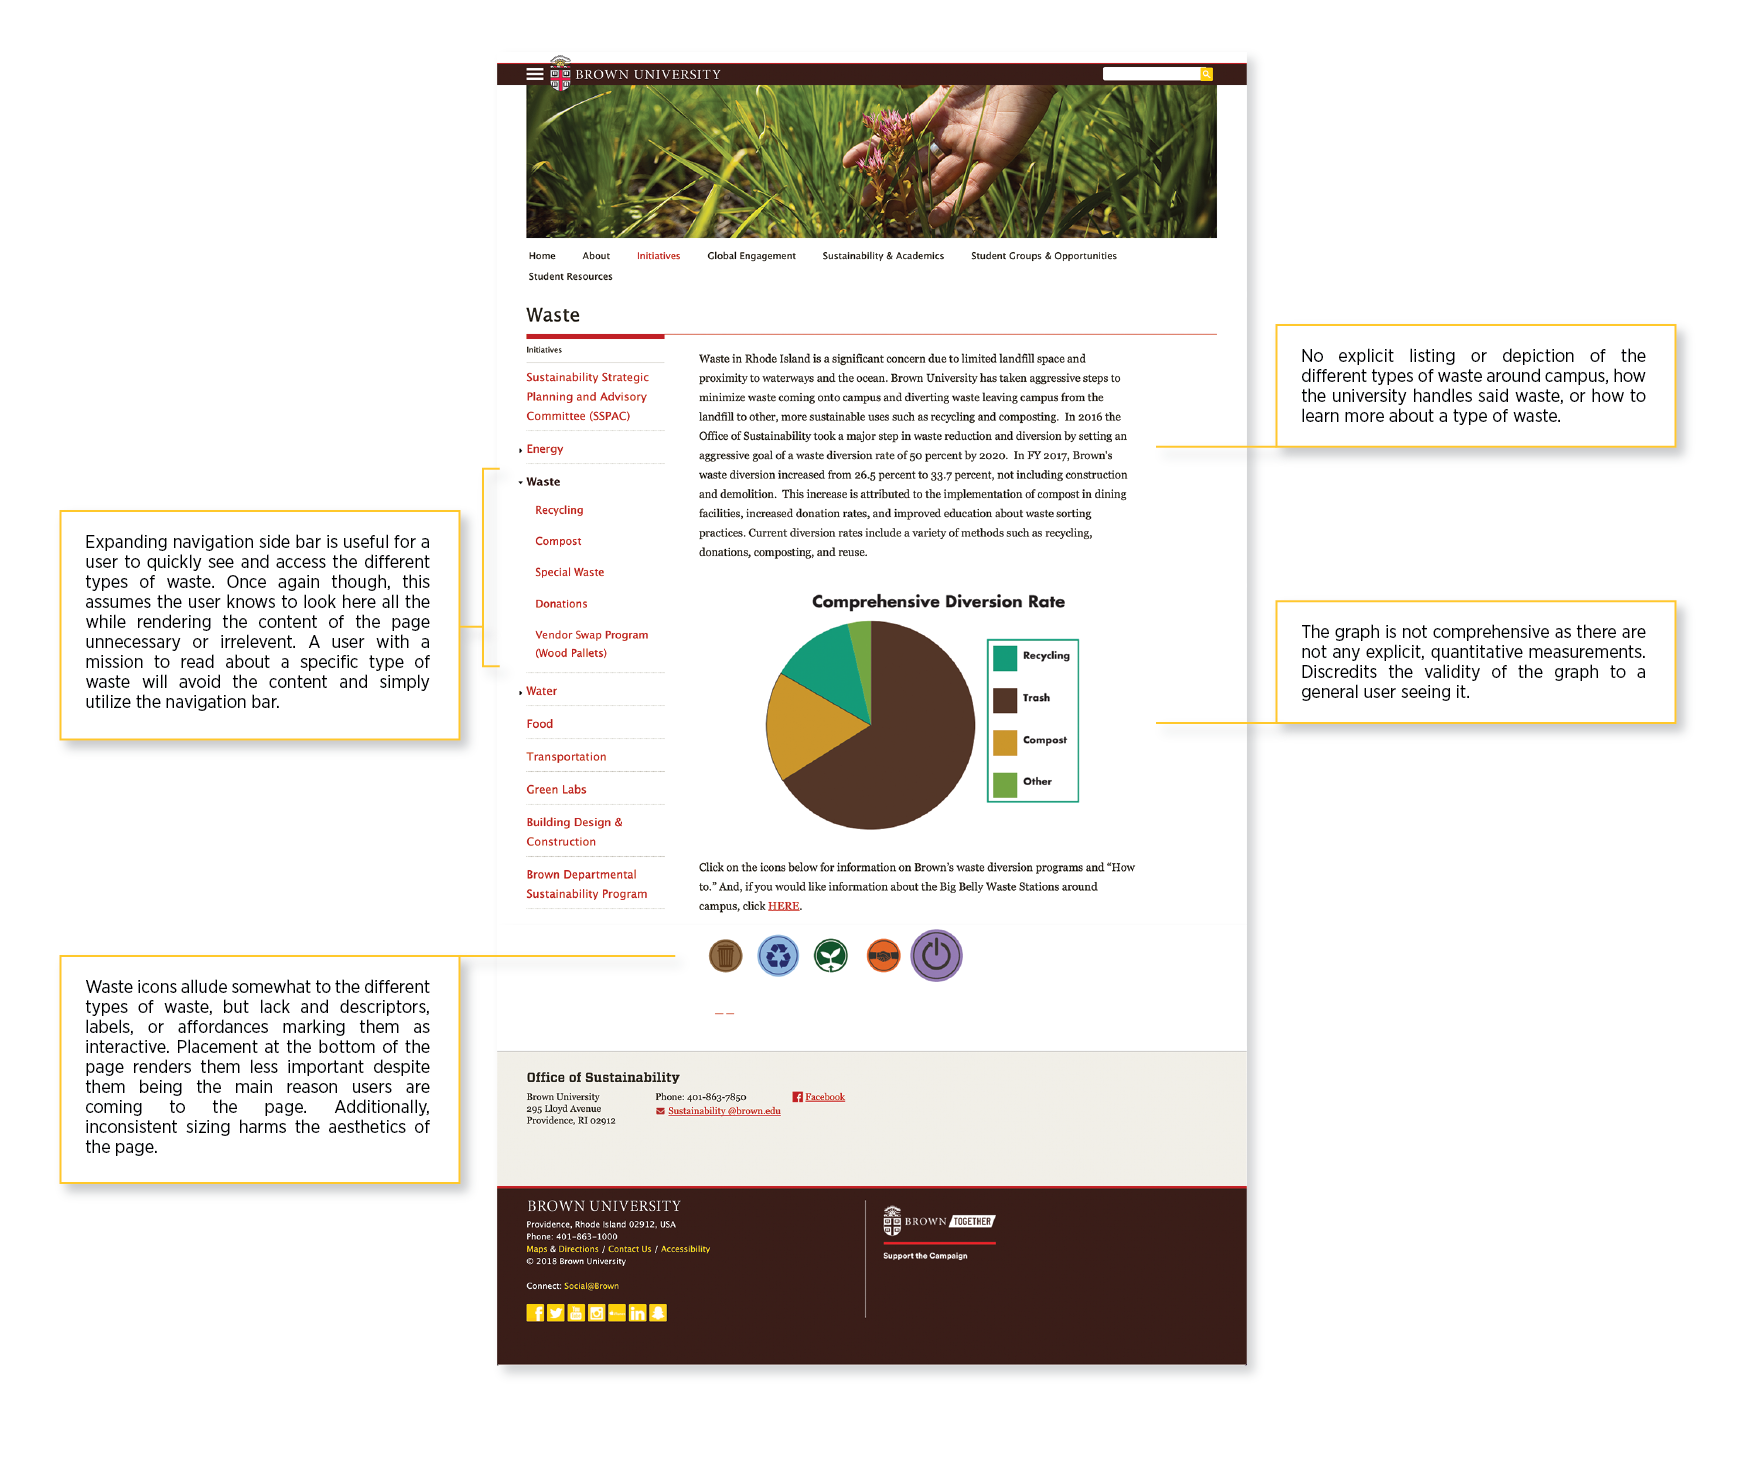 BROWN UNIVERSITY
Home About Initiatives Global Engagement Sustainability & Academics Student Groups & Opportunities
Student Resources
Waste
Initiatives
Sustainability Strategic
Planning and Advisory
Committee (SSPAC)
Energy
Waste
Recycling
Compost
Special Waste
Donations
Vendor Swap Program
(Wood Pallets)
Water
Food
Transportation
Green Labs
Building Design &
Construction
Brown Departmental
Sustainability Program
Waste in Rhode Island is a significant concern due to limited landfill space and
proximity to waterways and the ocean. Brown University has taken aggressive steps to
minimize waste coming onto campus and diverting waste leaving campus from the
landfill to other, more sustainable uses such as recycling and composting. In 2016 the
Office of Sustainability took a major step in waste reduction and diversion by setting an
aggressive goal of a waste diversion rate of 50 percent by 2020. In FY 2017, Brown's
waste diversion increased from 26.5 percent to 33.7 percent, not including construction
and demolition. This increase is attributed to the implementation of compost in dining
facilities, increased donation rates, and improved education about waste sorting
practices. Current diversion rates include a variety of methods such as recycling,
donations, composting, and reuse.
Comprehensive Diversion Rate
Recycling
Trash
Compost
Other
Click on the icons below for information on Brown's waste diversion programs and "How
to." And, if you would like information about the Big Belly Waste Stations around
campus, click HERE.
Office of Sustainability
Brown University
295 Lloyd Avenue
Providence, RI 02912
Phone: 401-863-7850
Sustainability @brown.edu
Facebook
BROWN UNIVERSITY
Providence, Rhode Island 02912, USA
Phone: 401-863-1000
Maps & Directions / Contact Us / Accessibility
© 2018 Brown University
Connect: Social@Brown
BROWN TOGETHER
Support the Campaign
Expanding navigation side bar is useful for a
user to quickly see and access the different
types of waste. Once again though, this
assumes the user knows to look here all the
while rendering the content of the page
unnecessary or irrelevent. A user with a
mission to read about a specific type of
waste will avoid the content and simply
utilize the navigation bar.
Waste icons allude somewhat to the different
types of waste, but lack and descriptors,
labels, or affordances marking them as
interactive. Placement at the bottom of the
page renders them less important despite
them being the main reason users are
coming to the page. Additionally,
inconsistent sizing harms the aesthetics of
the page.
No explicit listing or depiction of the
different types of waste around campus, how
the university handles said waste, or how to
learn more about a type of waste.
The graph is not comprehensive as there are
not any explicit, quantitative measurements.
Discredits the validity of the graph to a
general user seeing it.